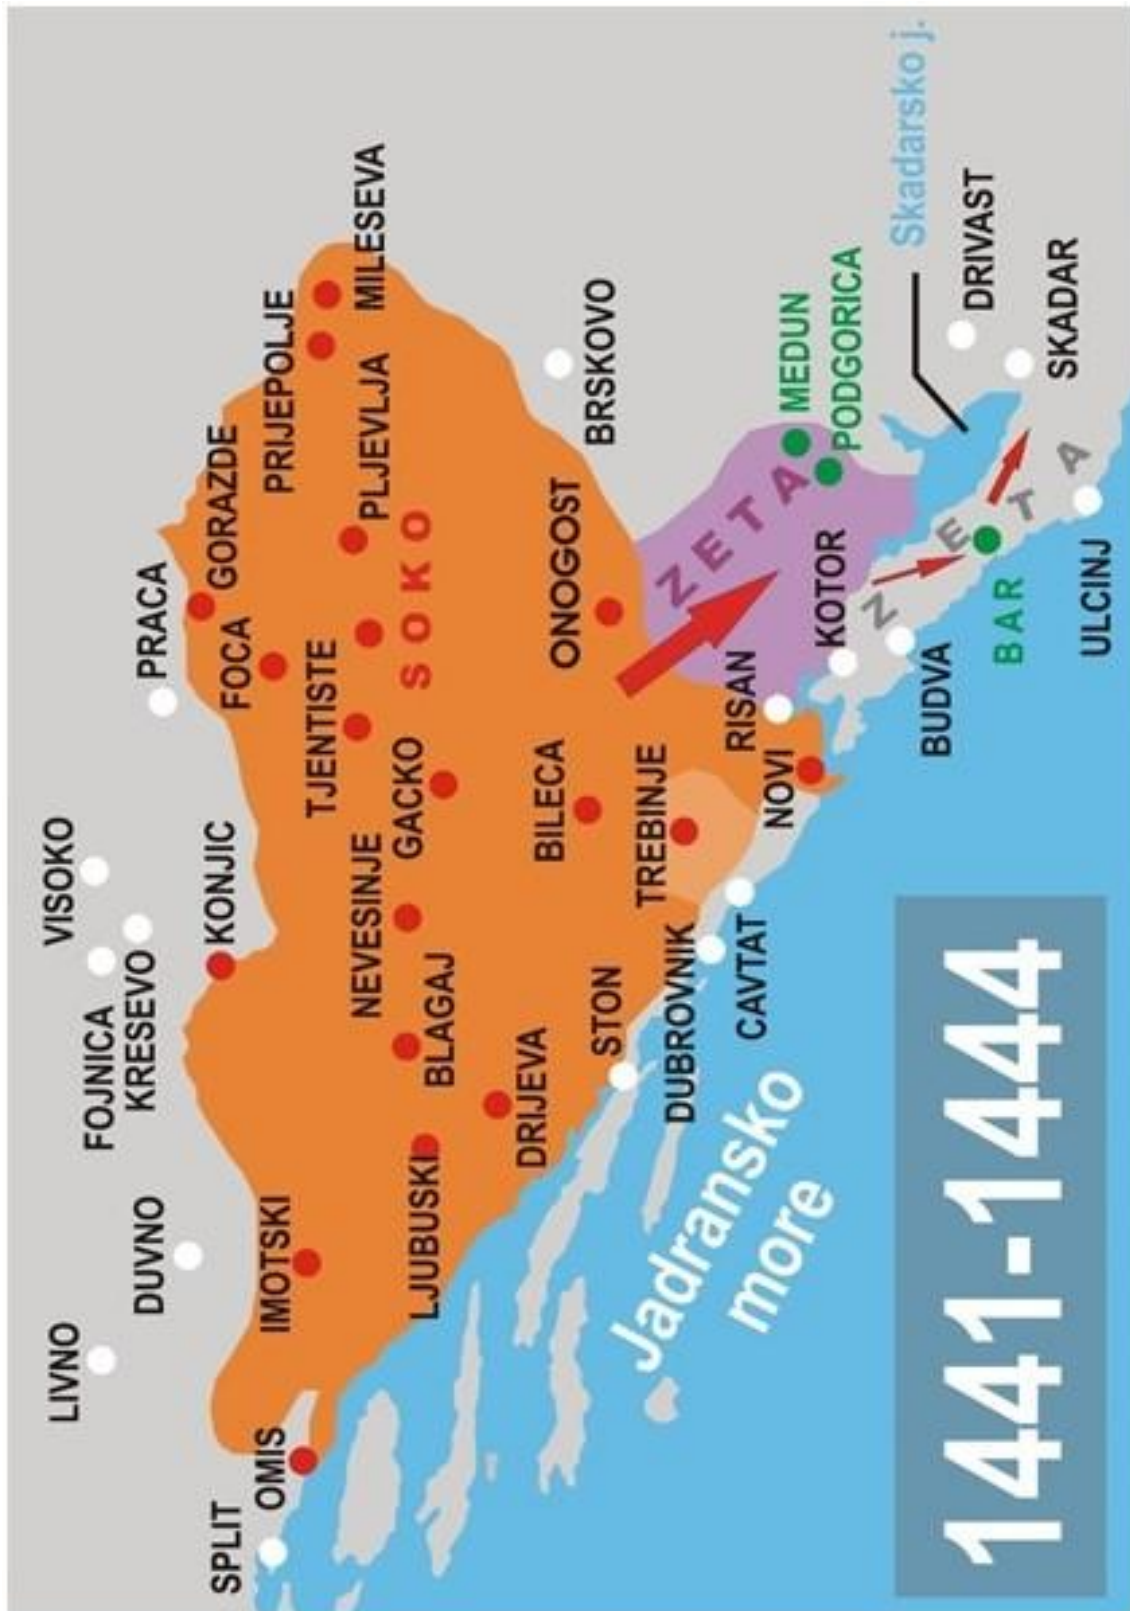 LIVNO
DUVNO
FOJNICA
KRESEVO
VISOKO
PRACA
SPLIT
OMIS
IMOTSKI
KONJIC
FOCA
GORAZDE
PRIJEPOLJE
MILESEVA
PLJEVLJA
TJENTISTE
SOKO
NEVESINJE
GACKO
LJUBUSKI
BLAGAJ
DRIJEVA
BILECA
ONOGOST
BRSKOVO
STON
TREBINJE
DUBROVNIK
CAVTAT
NOVI
RISAN
KOTOR
ZETA
MEDUN
PODGORICA
Skadarsko j.
DRIVAST
SKADAR
BUDVA
ZETA
BAR
ULCINJ
Jadransko
more
1441-1444